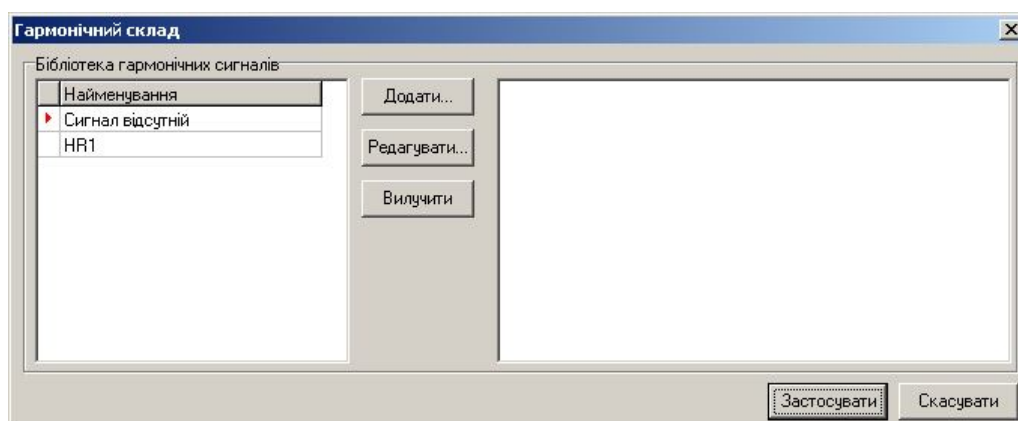 Гармонічний склад
Бібліотека гармонічних сигналів
Найменування
Сигнал відсутній
HR1
Додати...
Редагувати...
Вилучити
Застосувати
Скасувати